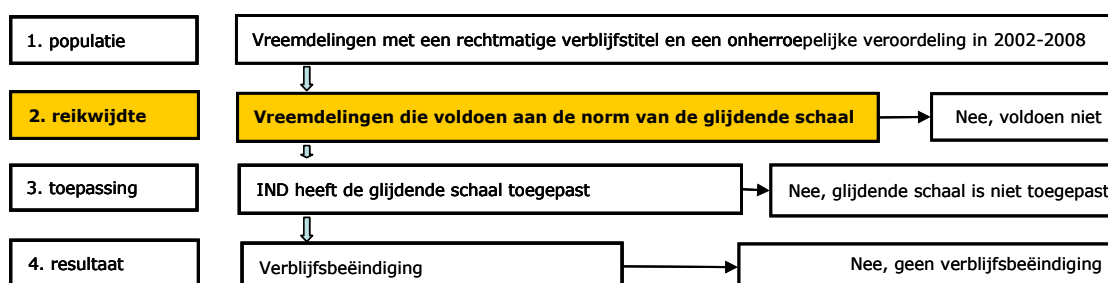 1. populatie
Vreemdelingen met een rechtmatige verblijfstitel en een onherroepelijke veroordeling in 2002-2008
2. reikwijdte
Vreemdelingen die voldoen aan de norm van de glijdende schaal
Nee, voldoen niet
3. toepassing
IND heeft de glijdende schaal toegepast
Nee, glijdende schaal is niet toegepast
4. resultaat
Verblijfsbeëindiging
Nee, geen verblijfsbeëindiging